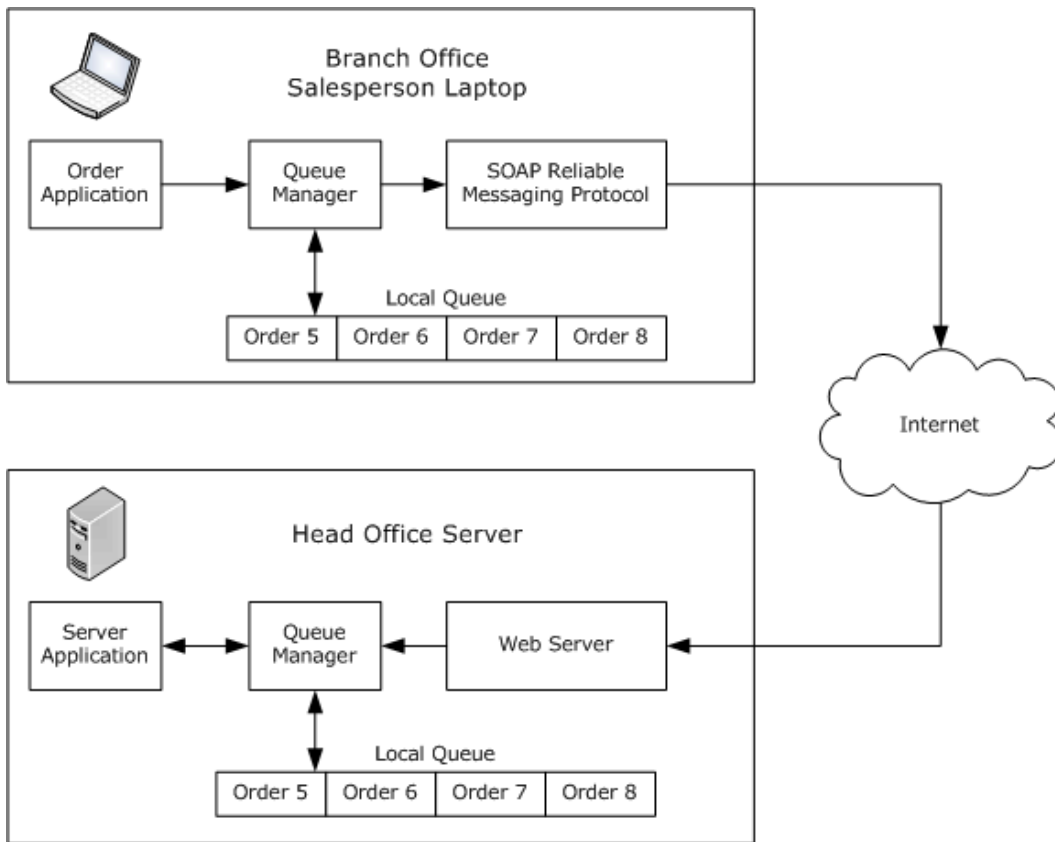 Branch Office
Salesperson Laptop
Order
Application
Queue
Manager
SOAP Reliable
Messaging Protocol
Local Queue
Order 5
Order 6
Order 7
Order 8
Internet
Head Office Server
Server
Application
Queue
Manager
Web Server
Local Queue
Order 5
Order 6
Order 7
Order 8